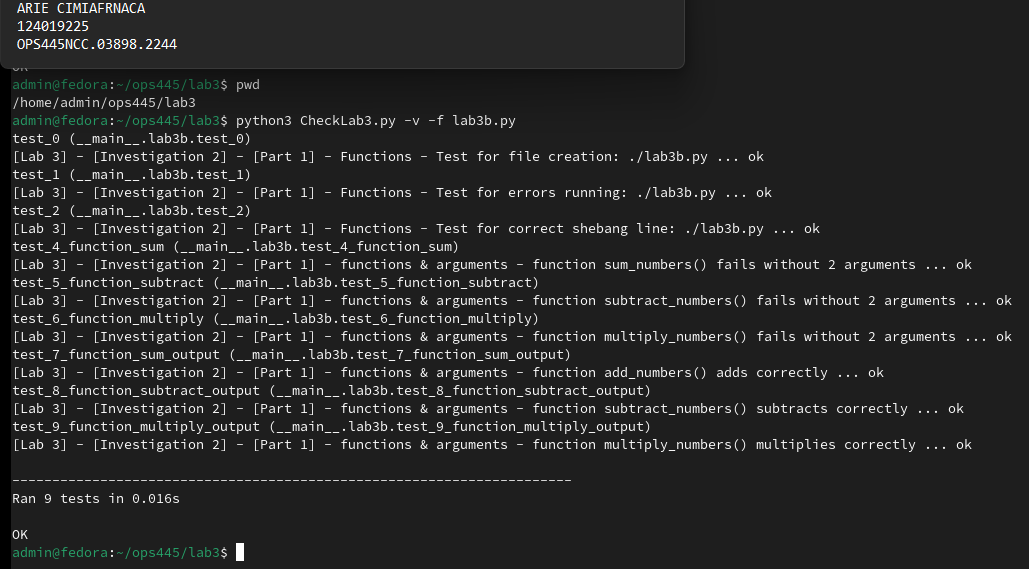 ARIE CIMIAFRNACA
124019225
OPS445NCC.03898.2244
OK
admin@fedora:~/ops445/lab3$ pwd
/home/admin/ops445/lab3
admin@fedora:~/ops445/lab3$ python3 CheckLab3.py -v -f lab3b.py
test_0 (__main__.lab3b.test_0)
[Lab 3] - [Investigation 2] - [Part 1] - Functions - Test for file creation: ./lab3b.py ... ok
test_1 (__main__.lab3b.test_1)
[Lab 3] - [Investigation 2] - [Part 1] - Functions - Test for errors running: ./lab3b.py ... ok
test_2 (__main__.lab3b.test_2)
[Lab 3] - [Investigation 2] - [Part 1] - Functions - Test for correct shebang line: ./lab3b.py ... ok
test_4_function_sum (__main__.lab3b.test_4_function_sum)
[Lab 3] - [Investigation 2] - [Part 1] - functions & arguments - function sum_numbers() fails without 2 arguments ... ok
test_5_function_subtract (__main__.lab3b.test_5_function_subtract)
[Lab 3] - [Investigation 2] - [Part 1] - functions & arguments - function subtract_numbers() fails without 2 arguments ... ok
test_6_function_multiply (__main__.lab3b.test_6_function_multiply)
[Lab 3] - [Investigation 2] - [Part 1] - functions & arguments - function multiply_numbers() fails without 2 arguments ... ok
test_7_function_sum_output (__main__.lab3b.test_7_function_sum_output)
[Lab 3] - [Investigation 2] - [Part 1] - functions & arguments - function add_numbers() adds correctly ... ok
test_8_function_subtract_output (__main__.lab3b.test_8_function_subtract_output)
[Lab 3] - [Investigation 2] - [Part 1] - functions & arguments - function subtract_numbers() subtracts correctly ... ok
test_9_function_multiply_output (__main__.lab3b.test_9_function_multiply_output)
[Lab 3] - [Investigation 2] - [Part 1] - functions & arguments - function multiply_numbers() multiplies correctly ... ok
----------------------------------------------------------------------
Ran 9 tests in 0.016s
OK
admin@fedora:~/ops445/lab3$